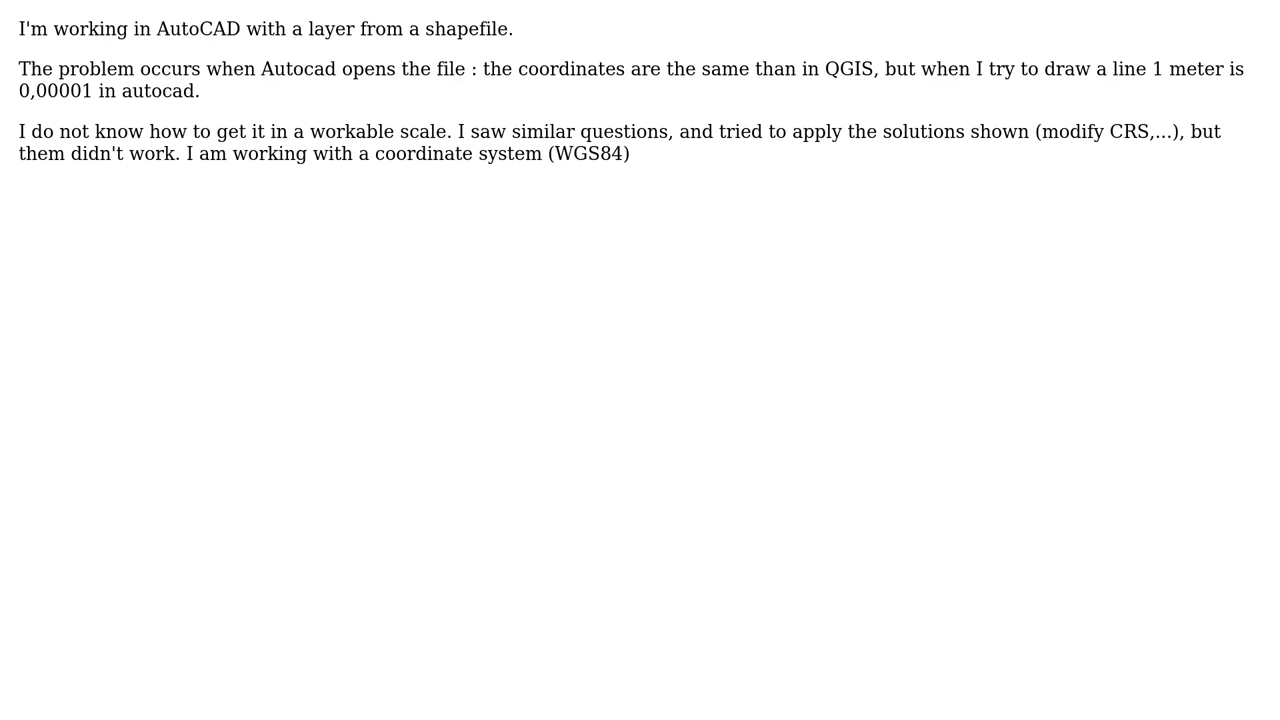 I'm working in AutoCAD with a layer from a shapefile.
The problem occurs when Autocad opens the file : the coordinates are the same than in QGIS, but when I try to draw a line 1 meter is
0,00001 in autocad.
I do not know how to get it in a workable scale. I saw similar questions, and tried to apply the solutions shown (modify CRS,...), but
them didn't work. I am working with a coordinate system (WGS84)